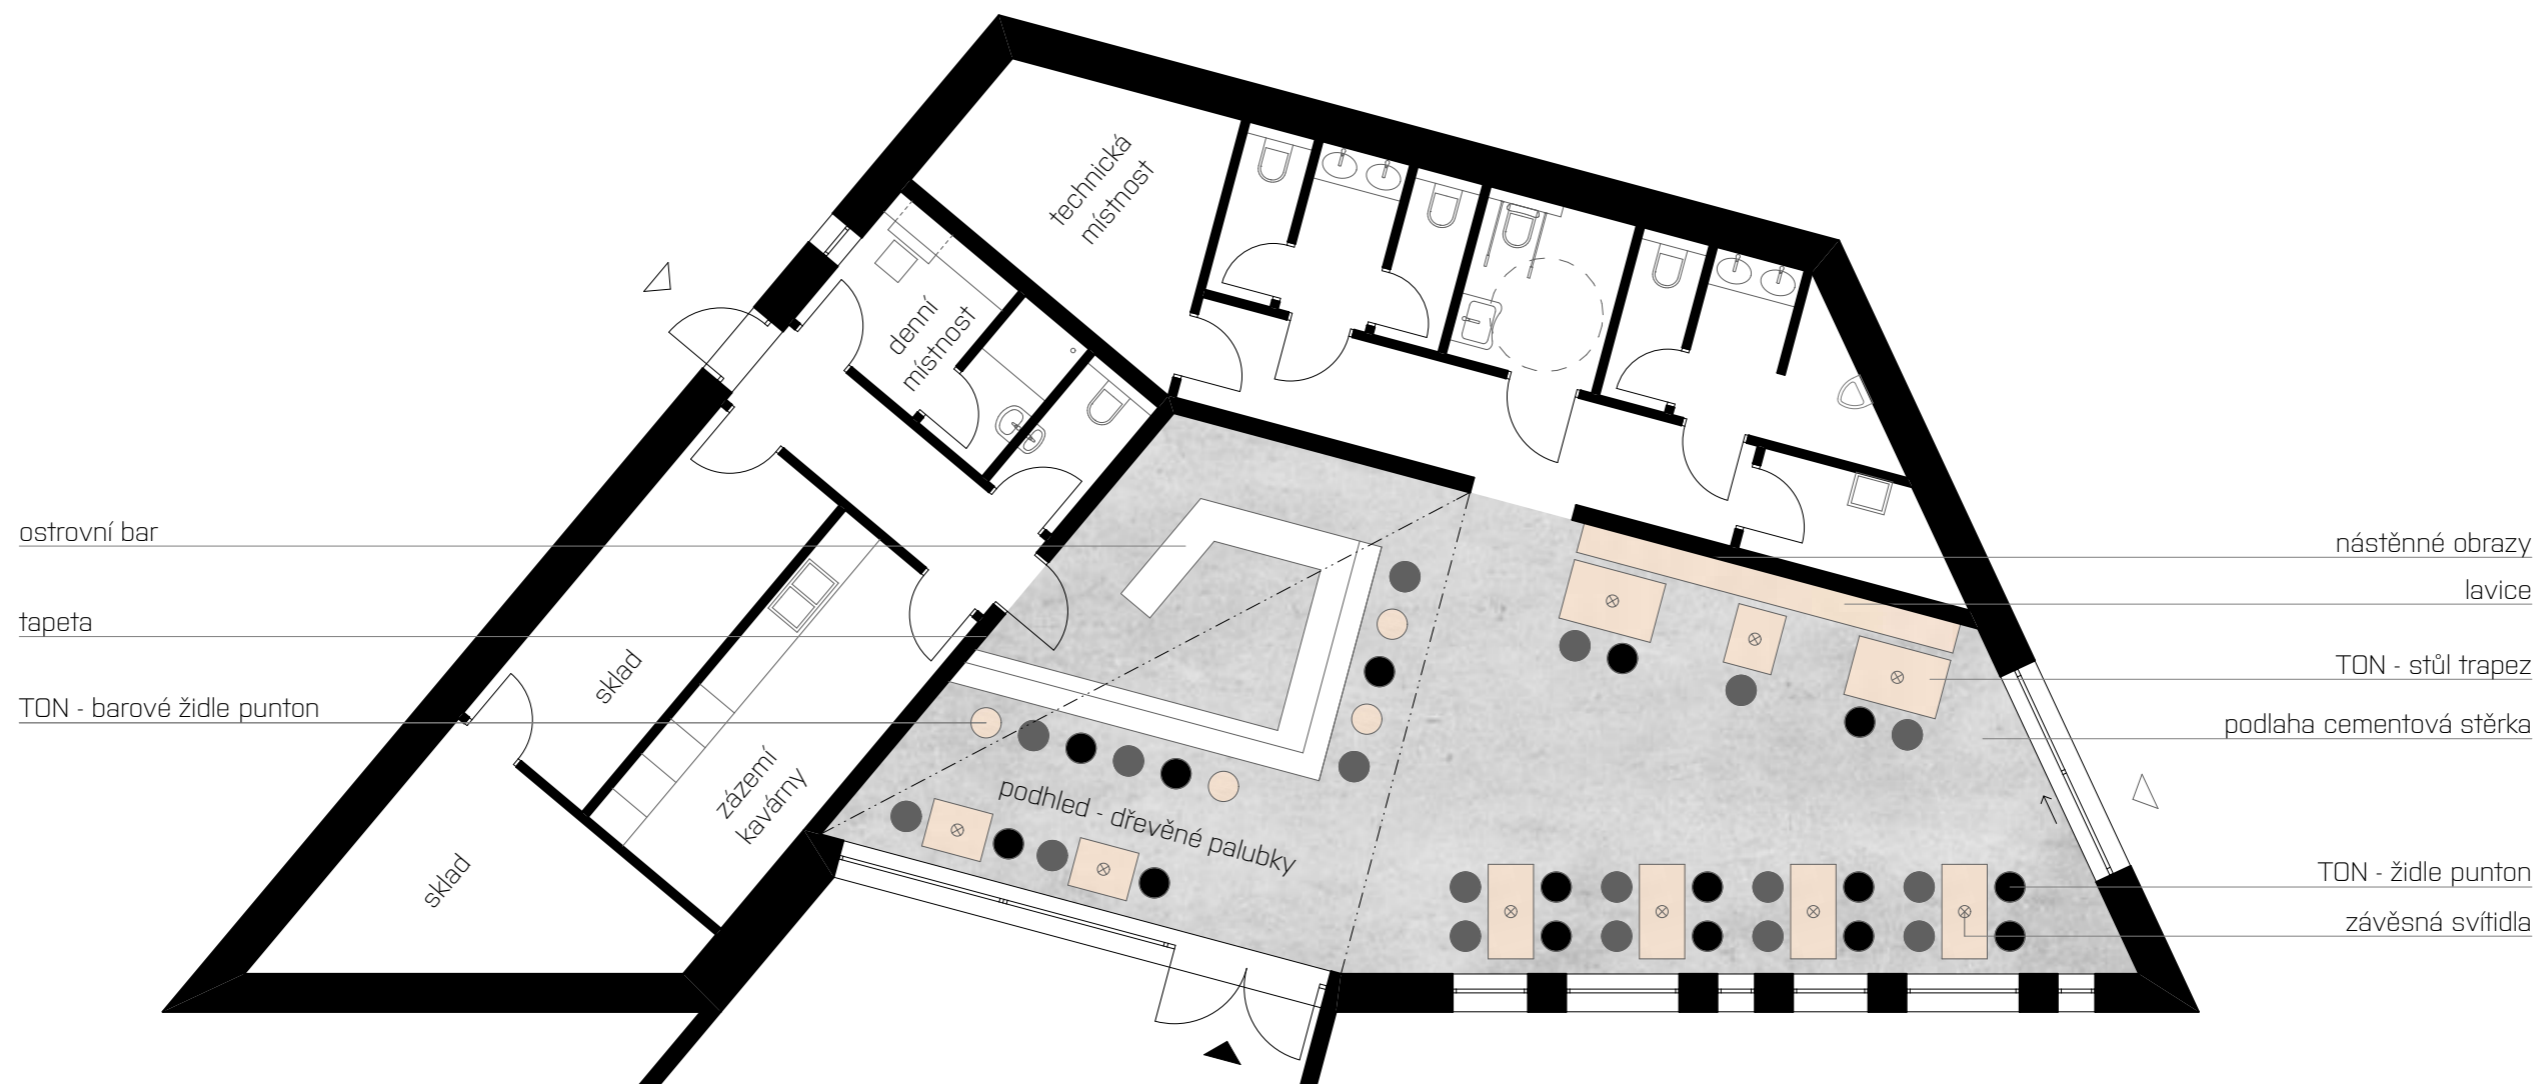 technická
místnost
denní
místnost
ostrovní bar
tapeta
TON - barové židle punton
sklad
zázemí
kavárny
sklad
podhled - dřevěné palubky
nástěnné obrazy
lavice
TON - stůl trapez
podlaha cementová stěrka
TON - židle punton
závěsná svítidla